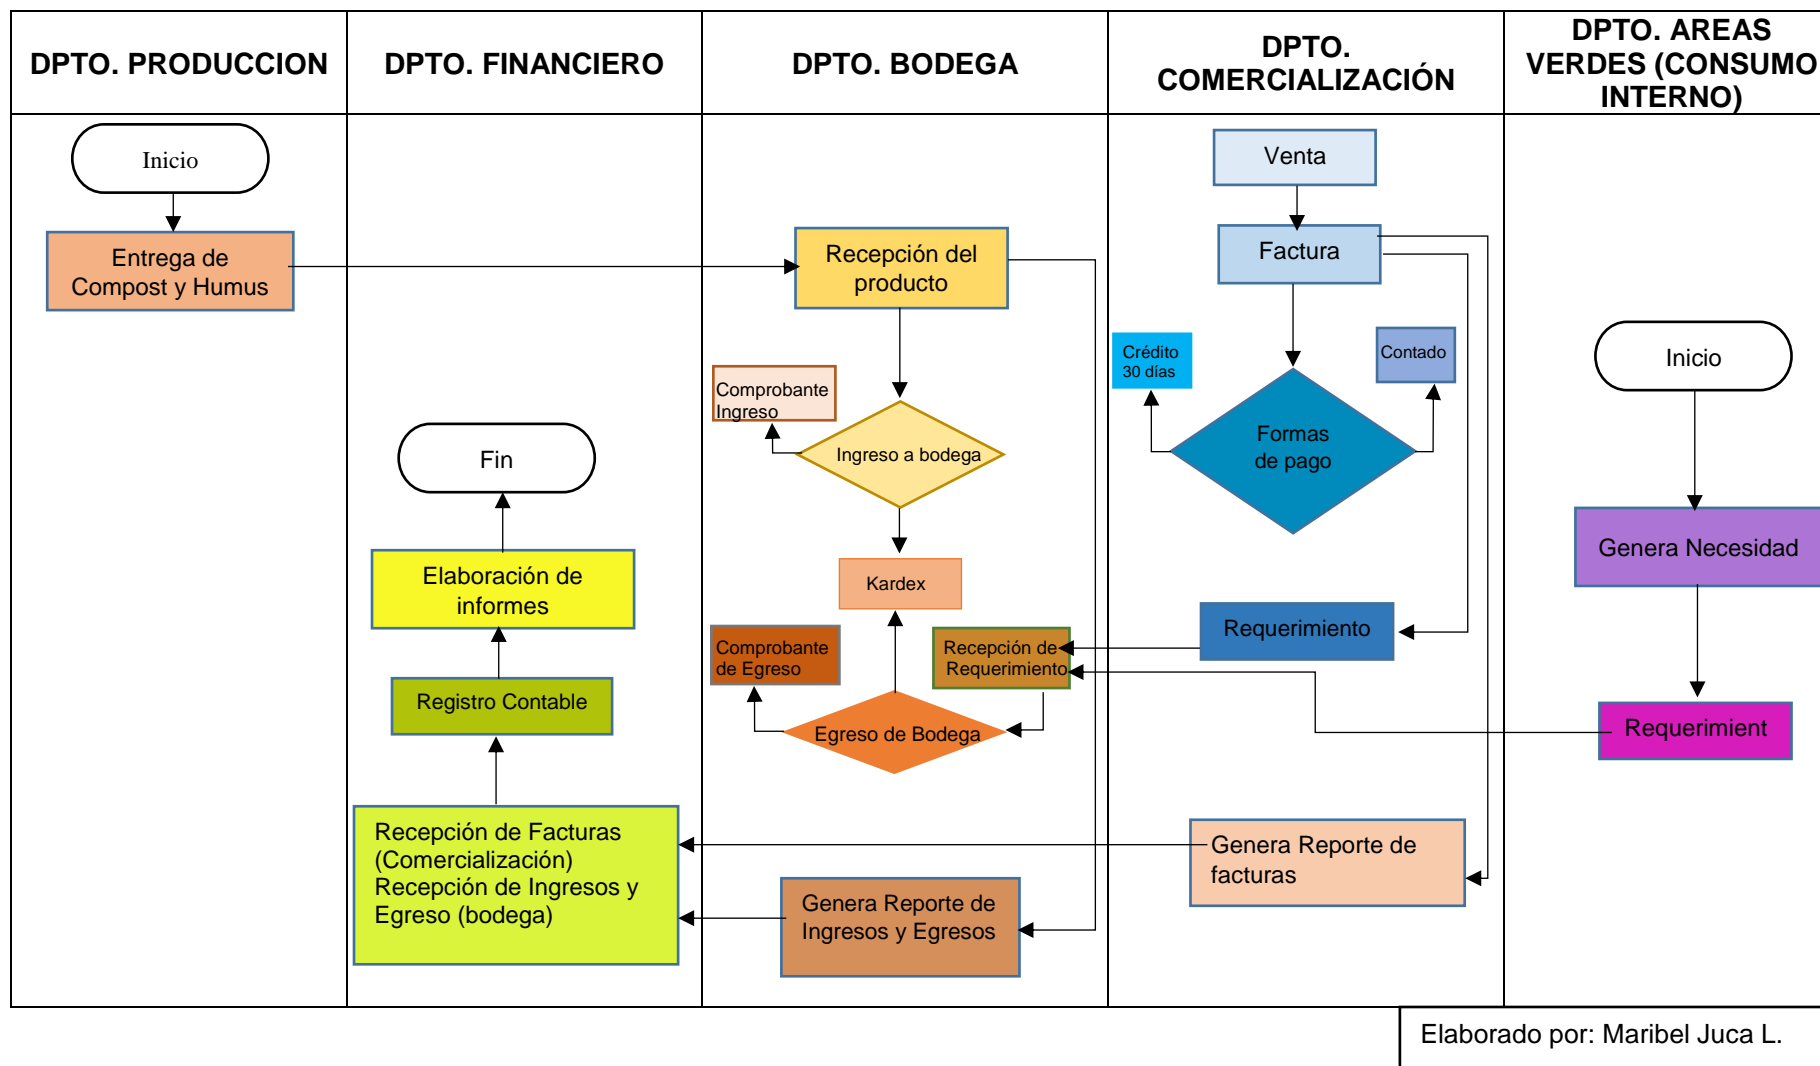 DPTO. PRODUCCION
DPTO. FINANCIERO
DPTO. BODEGA
DPTO.
COMERCIALIZACIÓN
DPTO. AREAS
VERDES (CONSUMO
INTERNO)
Inicio
Entrega de
Compost y Humus
Fin
Elaboración de
informes
Registro Contable
Recepción de Facturas
(Comercialización)
Recepción de Ingresos y
Egreso (bodega)
Recepción del
producto
Comprobante
Ingreso
Ingreso a bodega
Kardex
Comprobante
de Egreso
Recepción de
Requerimiento
Egreso de Bodega
Genera Reporte de
Ingresos y Egresos
Venta
Factura
Crédito
30 días
Contado
Formas
de pago
Requerimiento
Genera Reporte de
facturas
Inicio
Genera Necesidad
Requerimient
Elaborado por: Maribel Juca L.